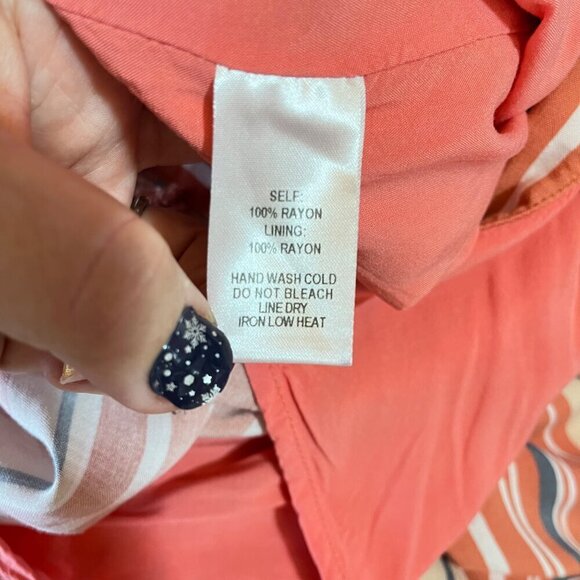 SELF:
100% RAYON
LINING:
100% RAYON
HAND WASH COLD
DO NOT BLEACH
LINE DRY
IRON LOW HEAT